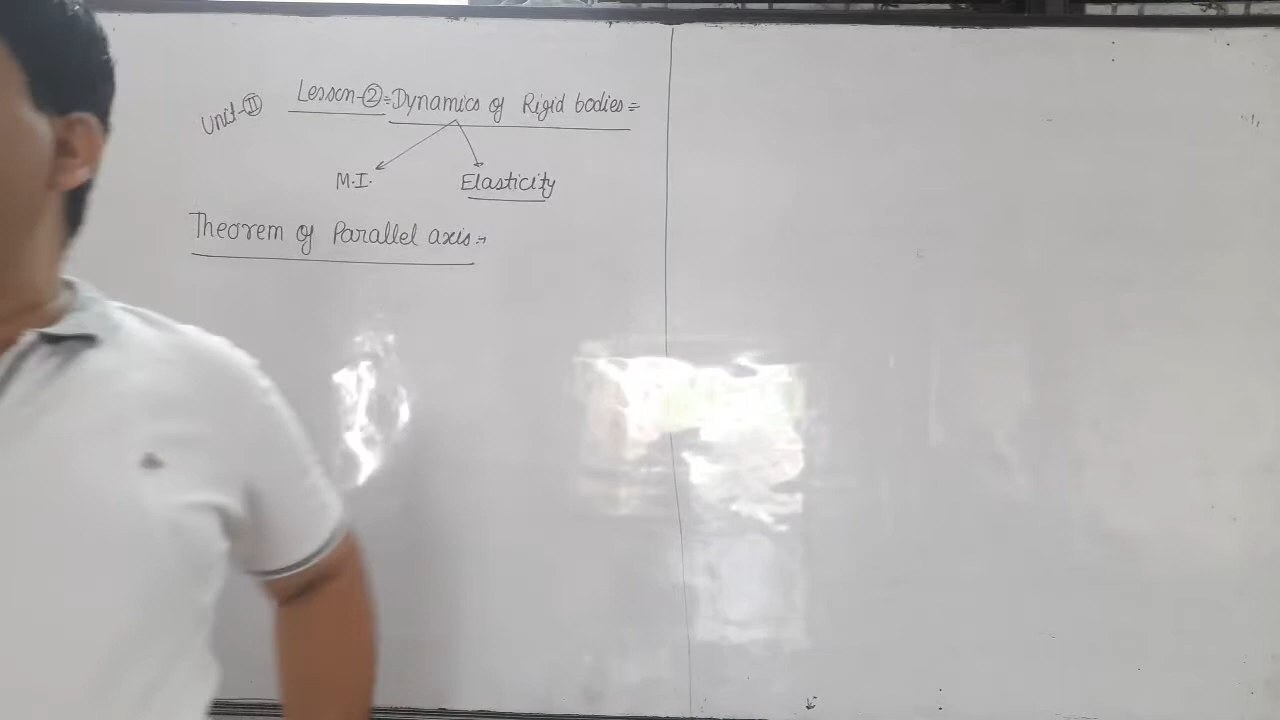 Unit-II Lesson-2:- Dynamics of Rigid bodies:-
M.I. Elasticity
Theorem of Parallel axis:-